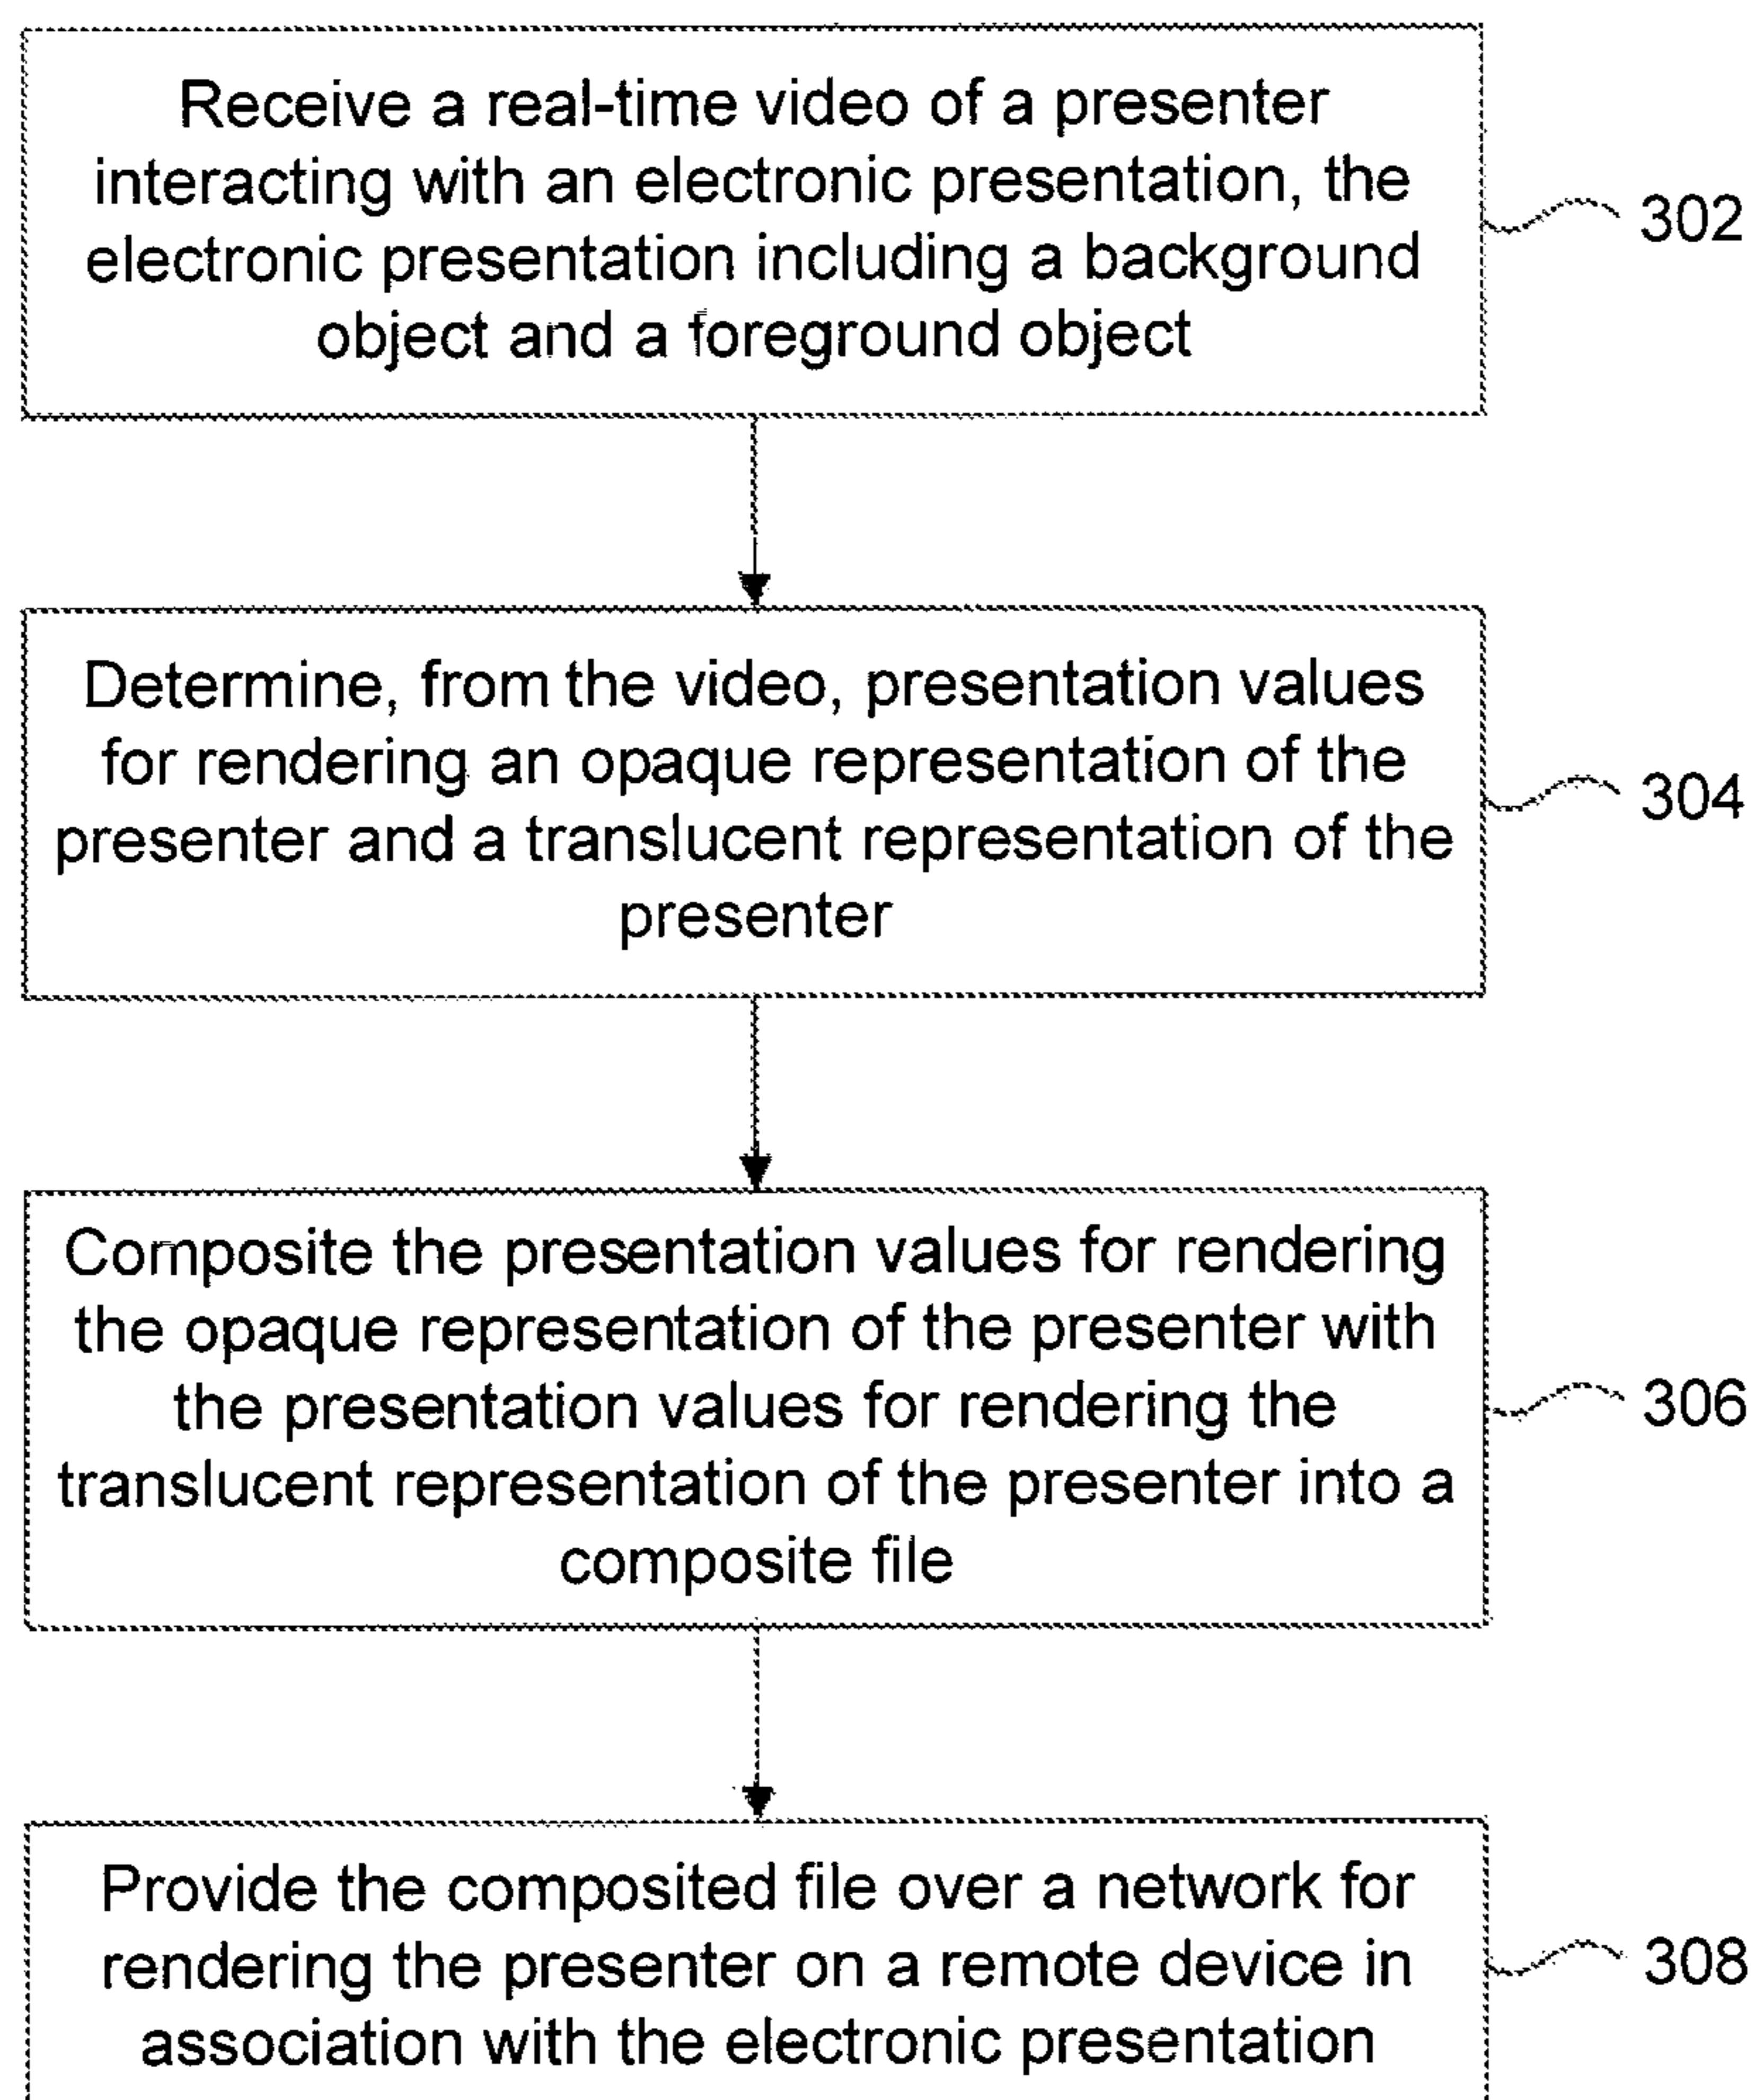 Receive a real-time video of a presenter
interacting with an electronic presentation, the
electronic presentation including a background
object and a foreground object
302
Determine, from the video, presentation values
for rendering an opaque representation of the
presenter and a translucent representation of the
presenter
304
Composite the presentation values for rendering
the opaque representation of the presenter with
the presentation values for rendering the
translucent representation of the presenter into a
composite file
306
Provide the composited file over a network for
rendering the presenter on a remote device in
association with the electronic presentation
308